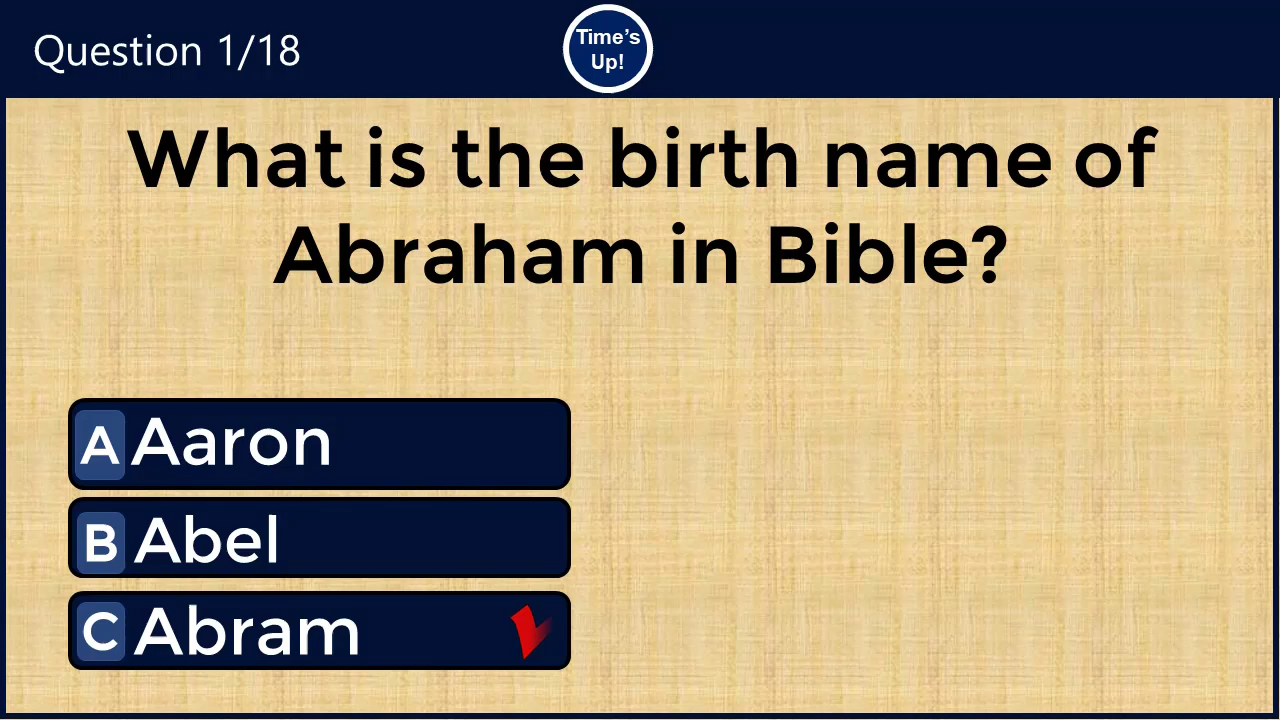 Question 1/18
Time's
Up!
What is the birth name of
Abraham in Bible?
A Aaron
B Abel
C Abram